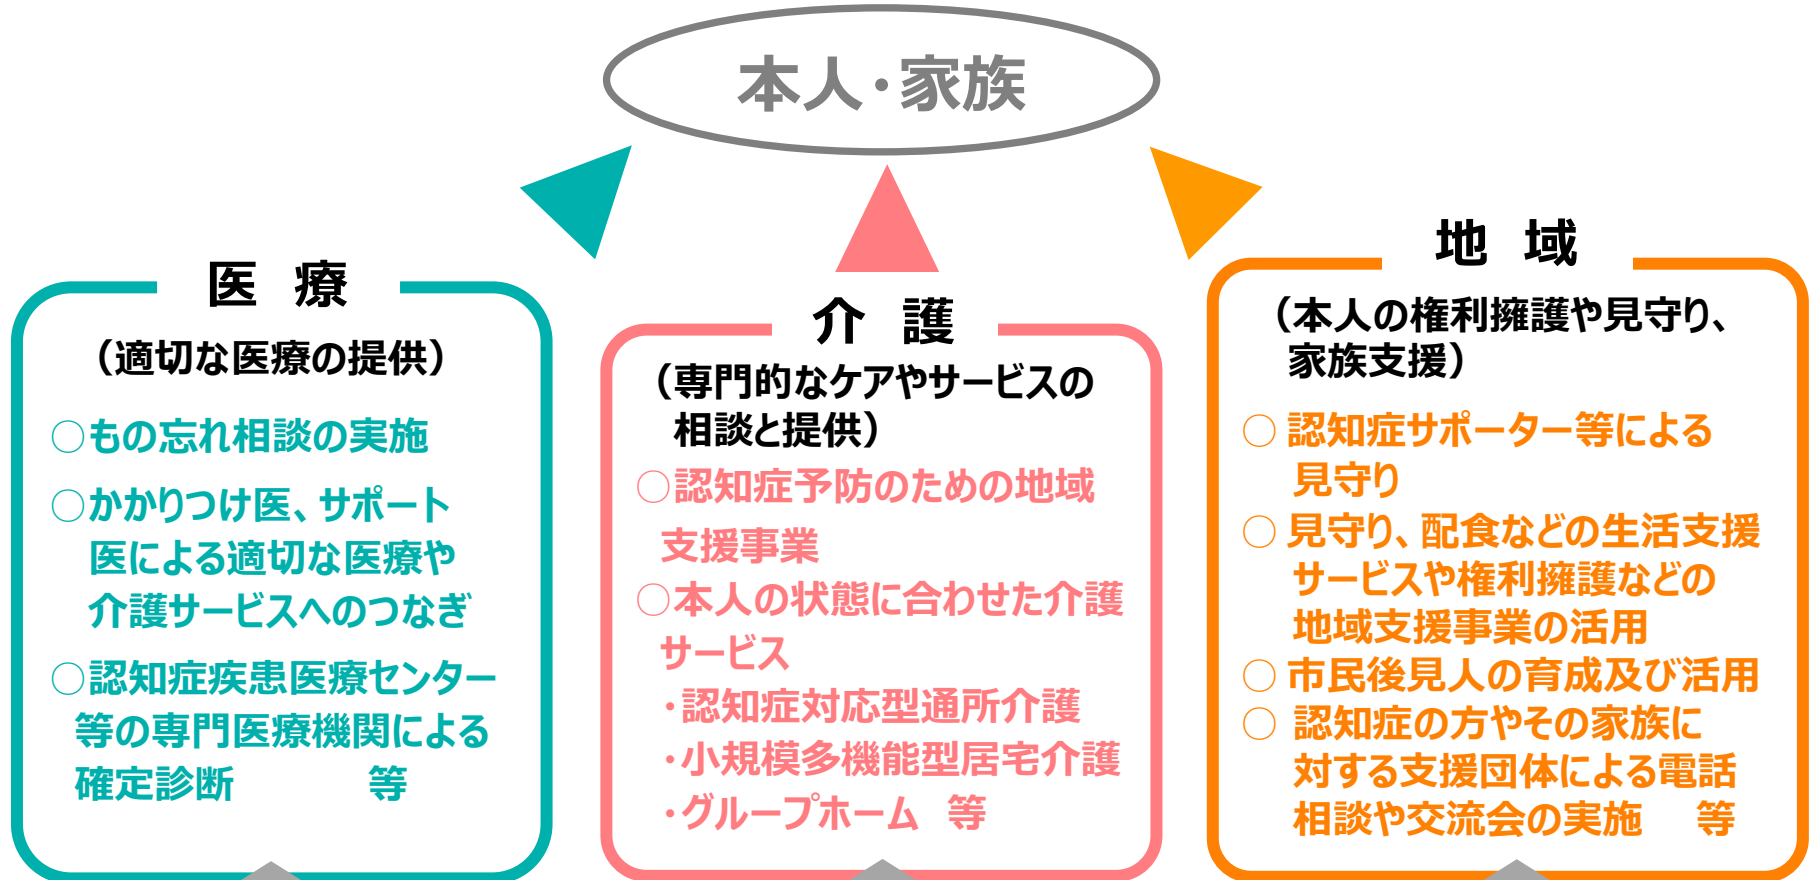 本人・家族
医 療
（適切な医療の提供）
○もの忘れ相談の実施
○かかりつけ医、サポート
医による適切な医療や
介護サービスへのつなぎ
○認知症疾患医療センター
等の専門医療機関による
確定診断 等
介 護
（専門的なケアやサービスの
相談と提供）
○認知症予防のための地域
支援事業
○本人の状態に合わせた介護
サービス
・認知症対応型通所介護
・小規模多機能型居宅介護
・グループホーム 等
地 域
（本人の権利擁護や見守り、
家族支援）
○ 認知症サポーター等による
見守り
○ 見守り、配食などの生活支援
サービスや権利擁護などの
地域支援事業の活用
○ 市民後見人の育成及び活用
○ 認知症の方やその家族に
対する支援団体による電話
相談や交流会の実施 等